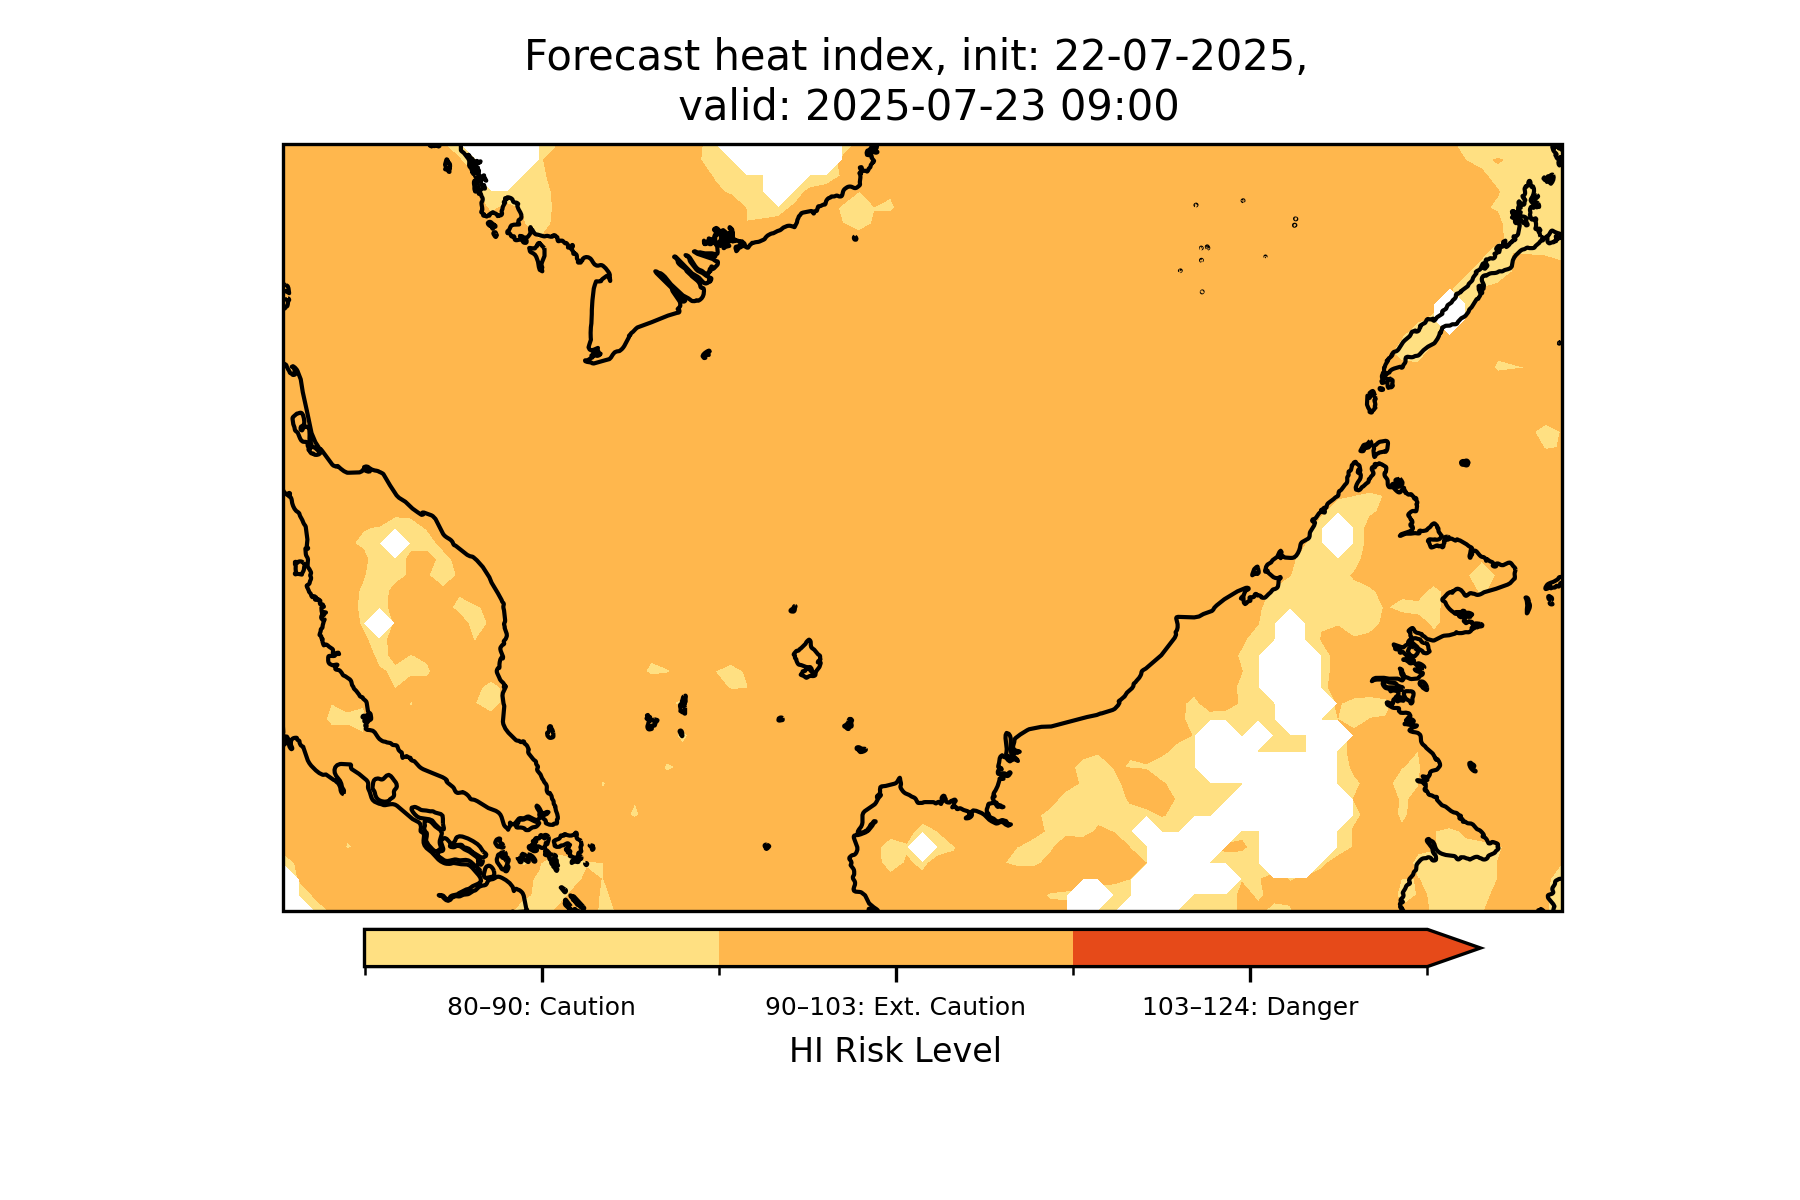 Forecast heat index, init: 22-07-2025,
valid: 2025-07-23 09:00
80–90: Caution
90–103: Ext. Caution
103–124: Danger
HI Risk Level